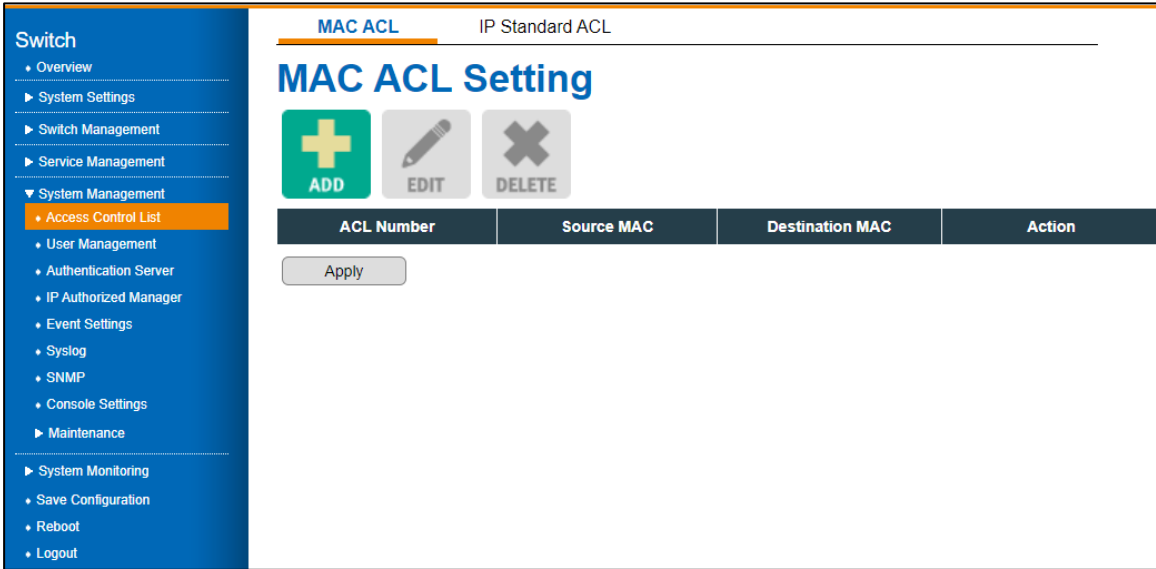 Switch
Overview
System Settings
Switch Management
Service Management
System Management
Access Control List
User Management
Authentication Server
IP Authorized Manager
Event Settings
Syslog
SNMP
Console Settings
Maintenance
System Monitoring
Save Configuration
Reboot
Logout
MAC ACL IP Standard ACL
MAC ACL Setting
ADD EDIT DELETE
ACL Number Source MAC Destination MAC Action
Apply